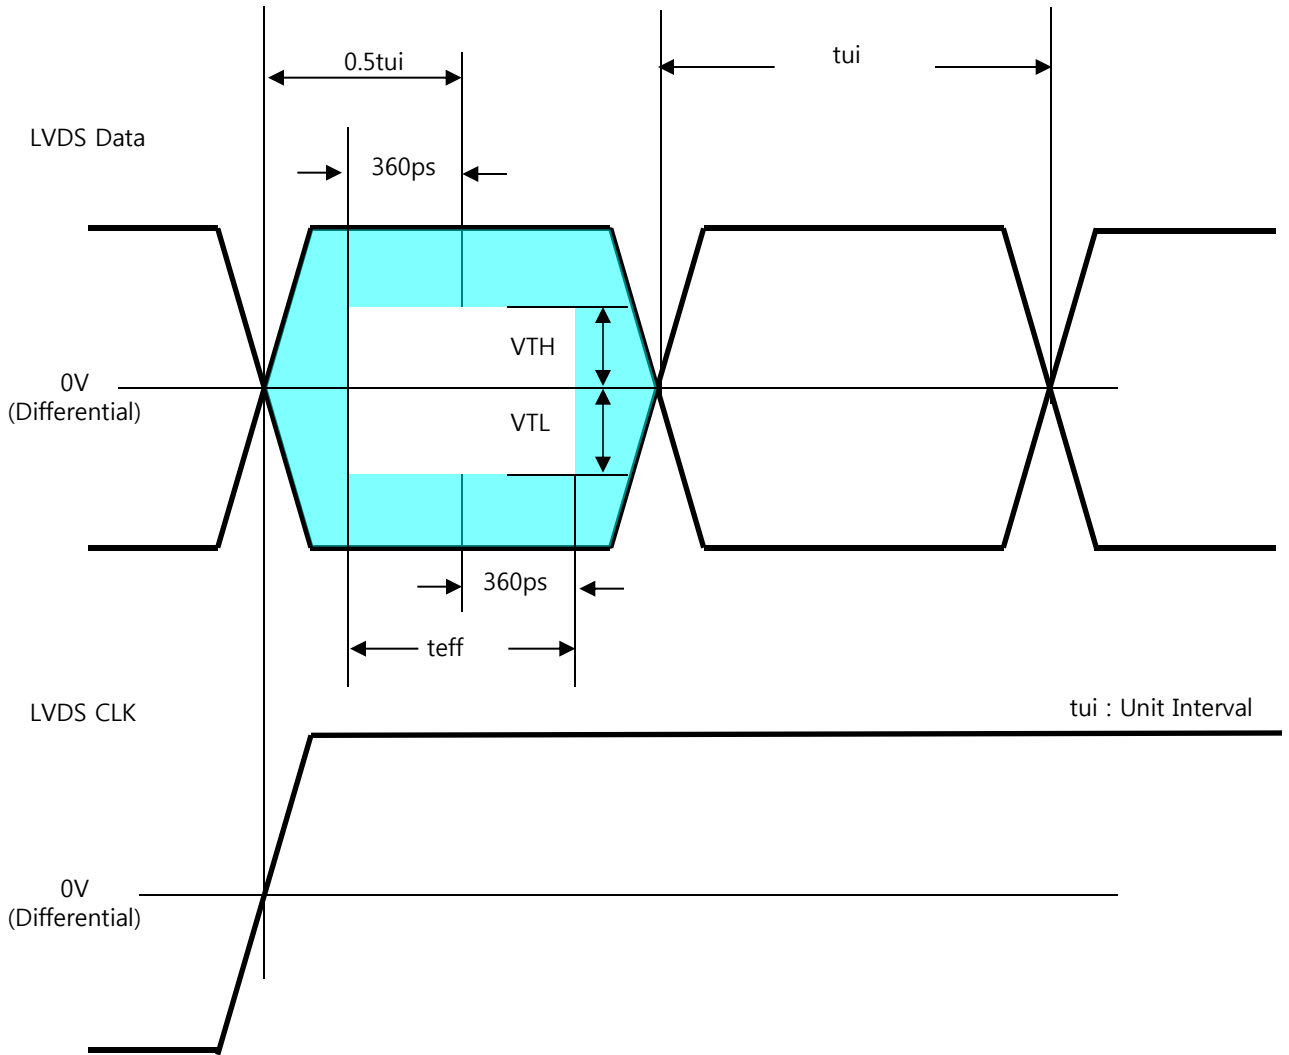 0.5tui
tui
LVDS Data
360ps
VTH
0V
(Differential)
VTL
360ps
teff
LVDS CLK
tui : Unit Interval
0V
(Differential)